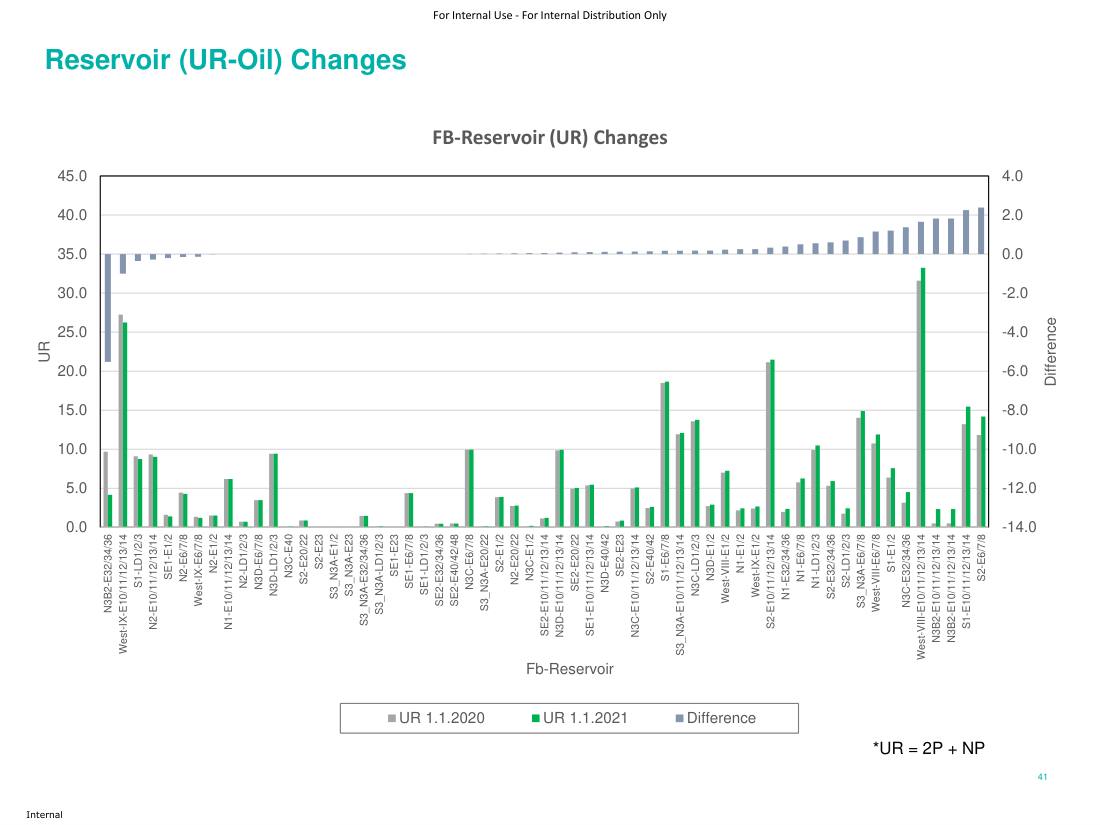 For Internal Use - For Internal Distribution Only
Reservoir (UR-Oil) Changes
FB-Reservoir (UR) Changes
45.0
40.0
35.0
30.0
25.0
20.0
15.0
10.0
5.0
0.0
UR
4.0
2.0
0.0
-2.0
-4.0
-6.0
-8.0
-10.0
-12.0
-14.0
Difference
N3B2-E32/34/36
West-IX-E10/11/12/13/14
S1-LD1/2/3
N2-E10/11/12/13/14
SE1-E1/2
N2-E6/7/8
West-IX-E6/7/8
N2-E1/2
N1-E10/11/12/13/14
N2-LD1/2/3
N3D-E6/7/8
N3D-LD1/2/3
N3C-E40
S2-E20/22
S2-E23
S3_N3A-E1/2
S3_N3A-E23
S3_N3A-E32/34/36
S3_N3A-LD1/2/3
SE1-E23
SE1-E6/7/8
SE1-LD1/2/3
SE2-E32/34/36
SE2-E40/42/48
N3C-E6/7/8
S3_N3A-E20/22
S2-E1/2
N2-E20/22
N3C-E1/2
SE2-E10/11/12/13/14
N3D-E10/11/12/13/14
SE2-E20/22
SE1-E10/11/12/13/14
N3D-E40/42
SE2-E23
N3C-E10/11/12/13/14
S2-E40/42
S1-E6/7/8
S3_N3A-E10/11/12/13/14
N3C-LD1/2/3
N3D-E1/2
West-VIII-E1/2
N1-E1/2
West-IX-E1/2
S2-E10/11/12/13/14
N1-E32/34/36
N1-E6/7/8
N1-LD1/2/3
S2-E32/34/36
S2-LD1/2/3
S3_N3A-E6/7/8
West-VIII-E6/7/8
S1-E1/2
N3C-E32/34/36
West-VIII-E10/11/12/13/14
N3B2-E10/11/12/13/14
N3B2-E10/11/12/13/14
S1-E10/11/12/13/14
S2-E6/7/8
Fb-Reservoir
UR 1.1.2020 UR 1.1.2021 Difference
*UR = 2P + NP
41
Internal